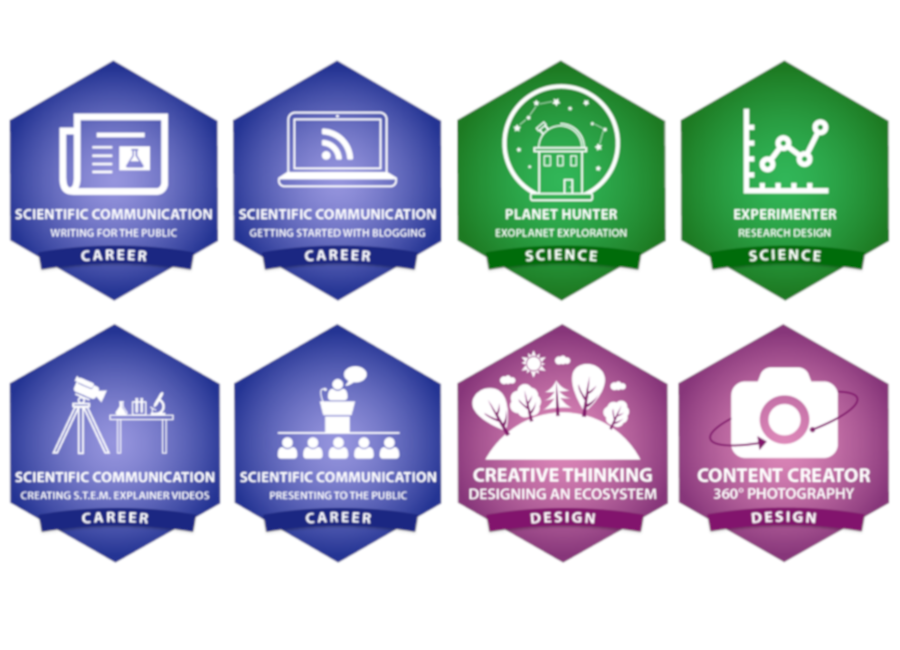 SCIENTIFIC COMMUNICATION
WRITING FOR THE PUBLIC
CAREER
SCIENTIFIC COMMUNICATION
GETTING STARTED WITH BLOGGING
CAREER
PLANET HUNTER
EXOPLANET EXPLORATION
SCIENCE
EXPERIMENTER
RESEARCH DESIGN
SCIENCE
SCIENTIFIC COMMUNICATION
CREATING S.T.E.M. EXPLAINER VIDEOS
CAREER
SCIENTIFIC COMMUNICATION
PRESENTING TO THE PUBLIC
CAREER
CREATIVE THINKING
DESIGNING AN ECOSYSTEM
DESIGN
CONTENT CREATOR
360° PHOTOGRAPHY
DESIGN